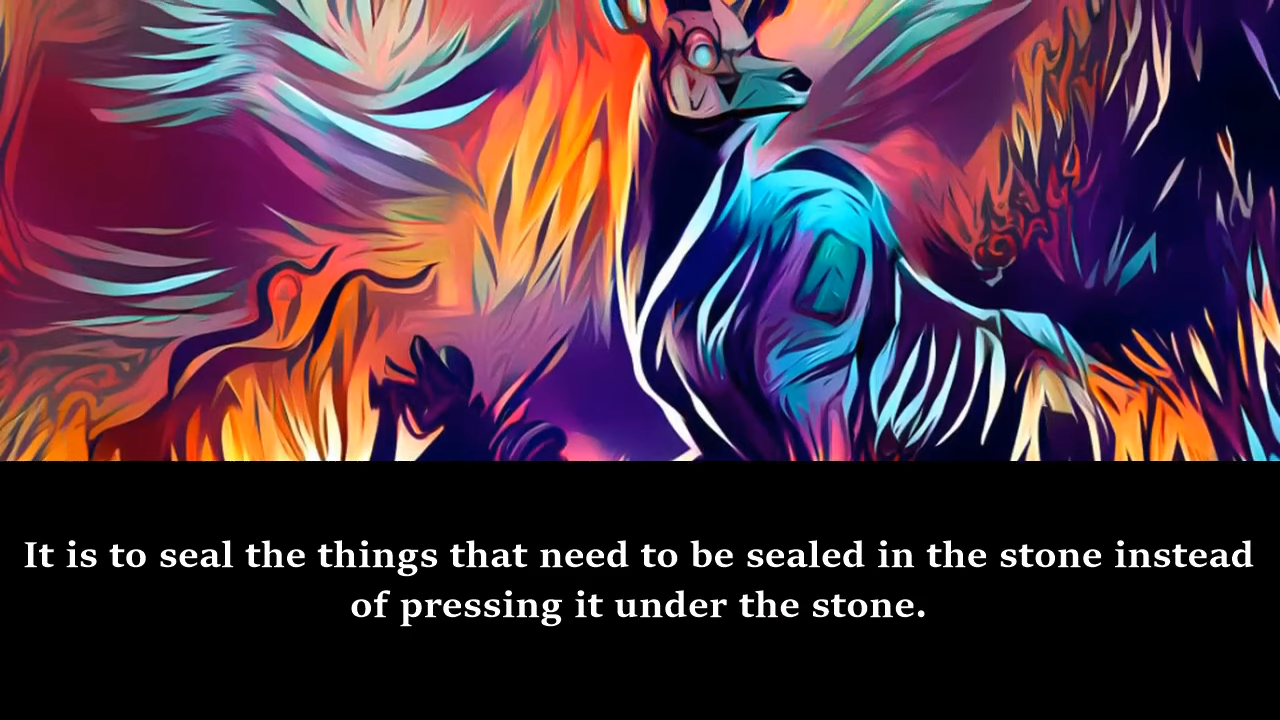 It is to seal the things that need to be sealed in the stone instead
of pressing it under the stone.